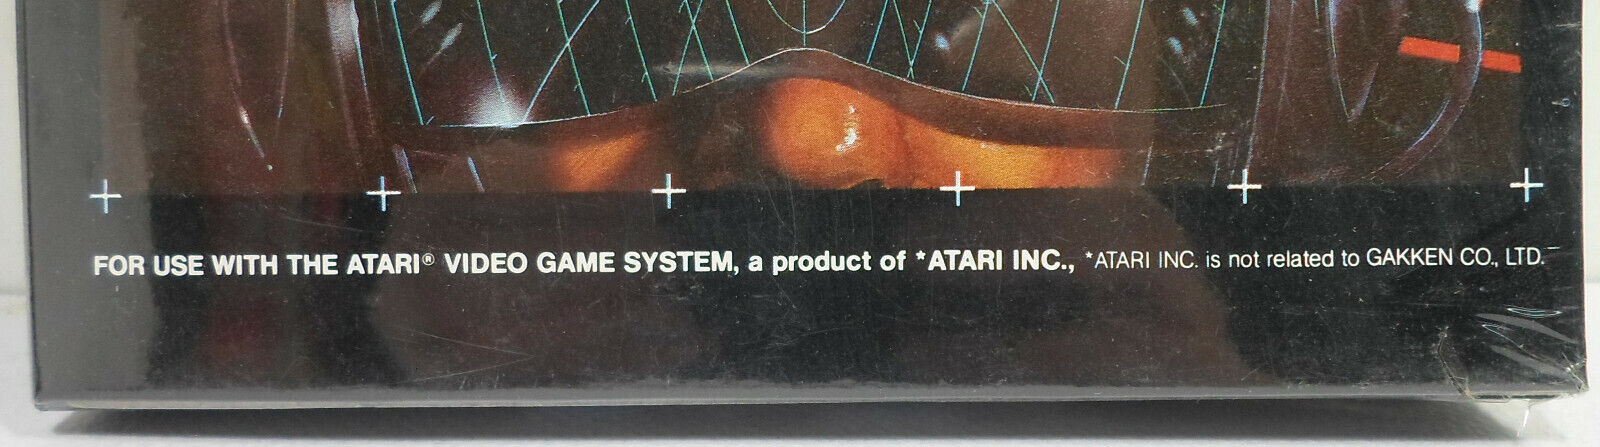 FOR USE WITH THE ATARI® VIDEO GAME SYSTEM, a product of *ATARI INC., *ATARI INC. is not related to GAKKEN CO., LTD.